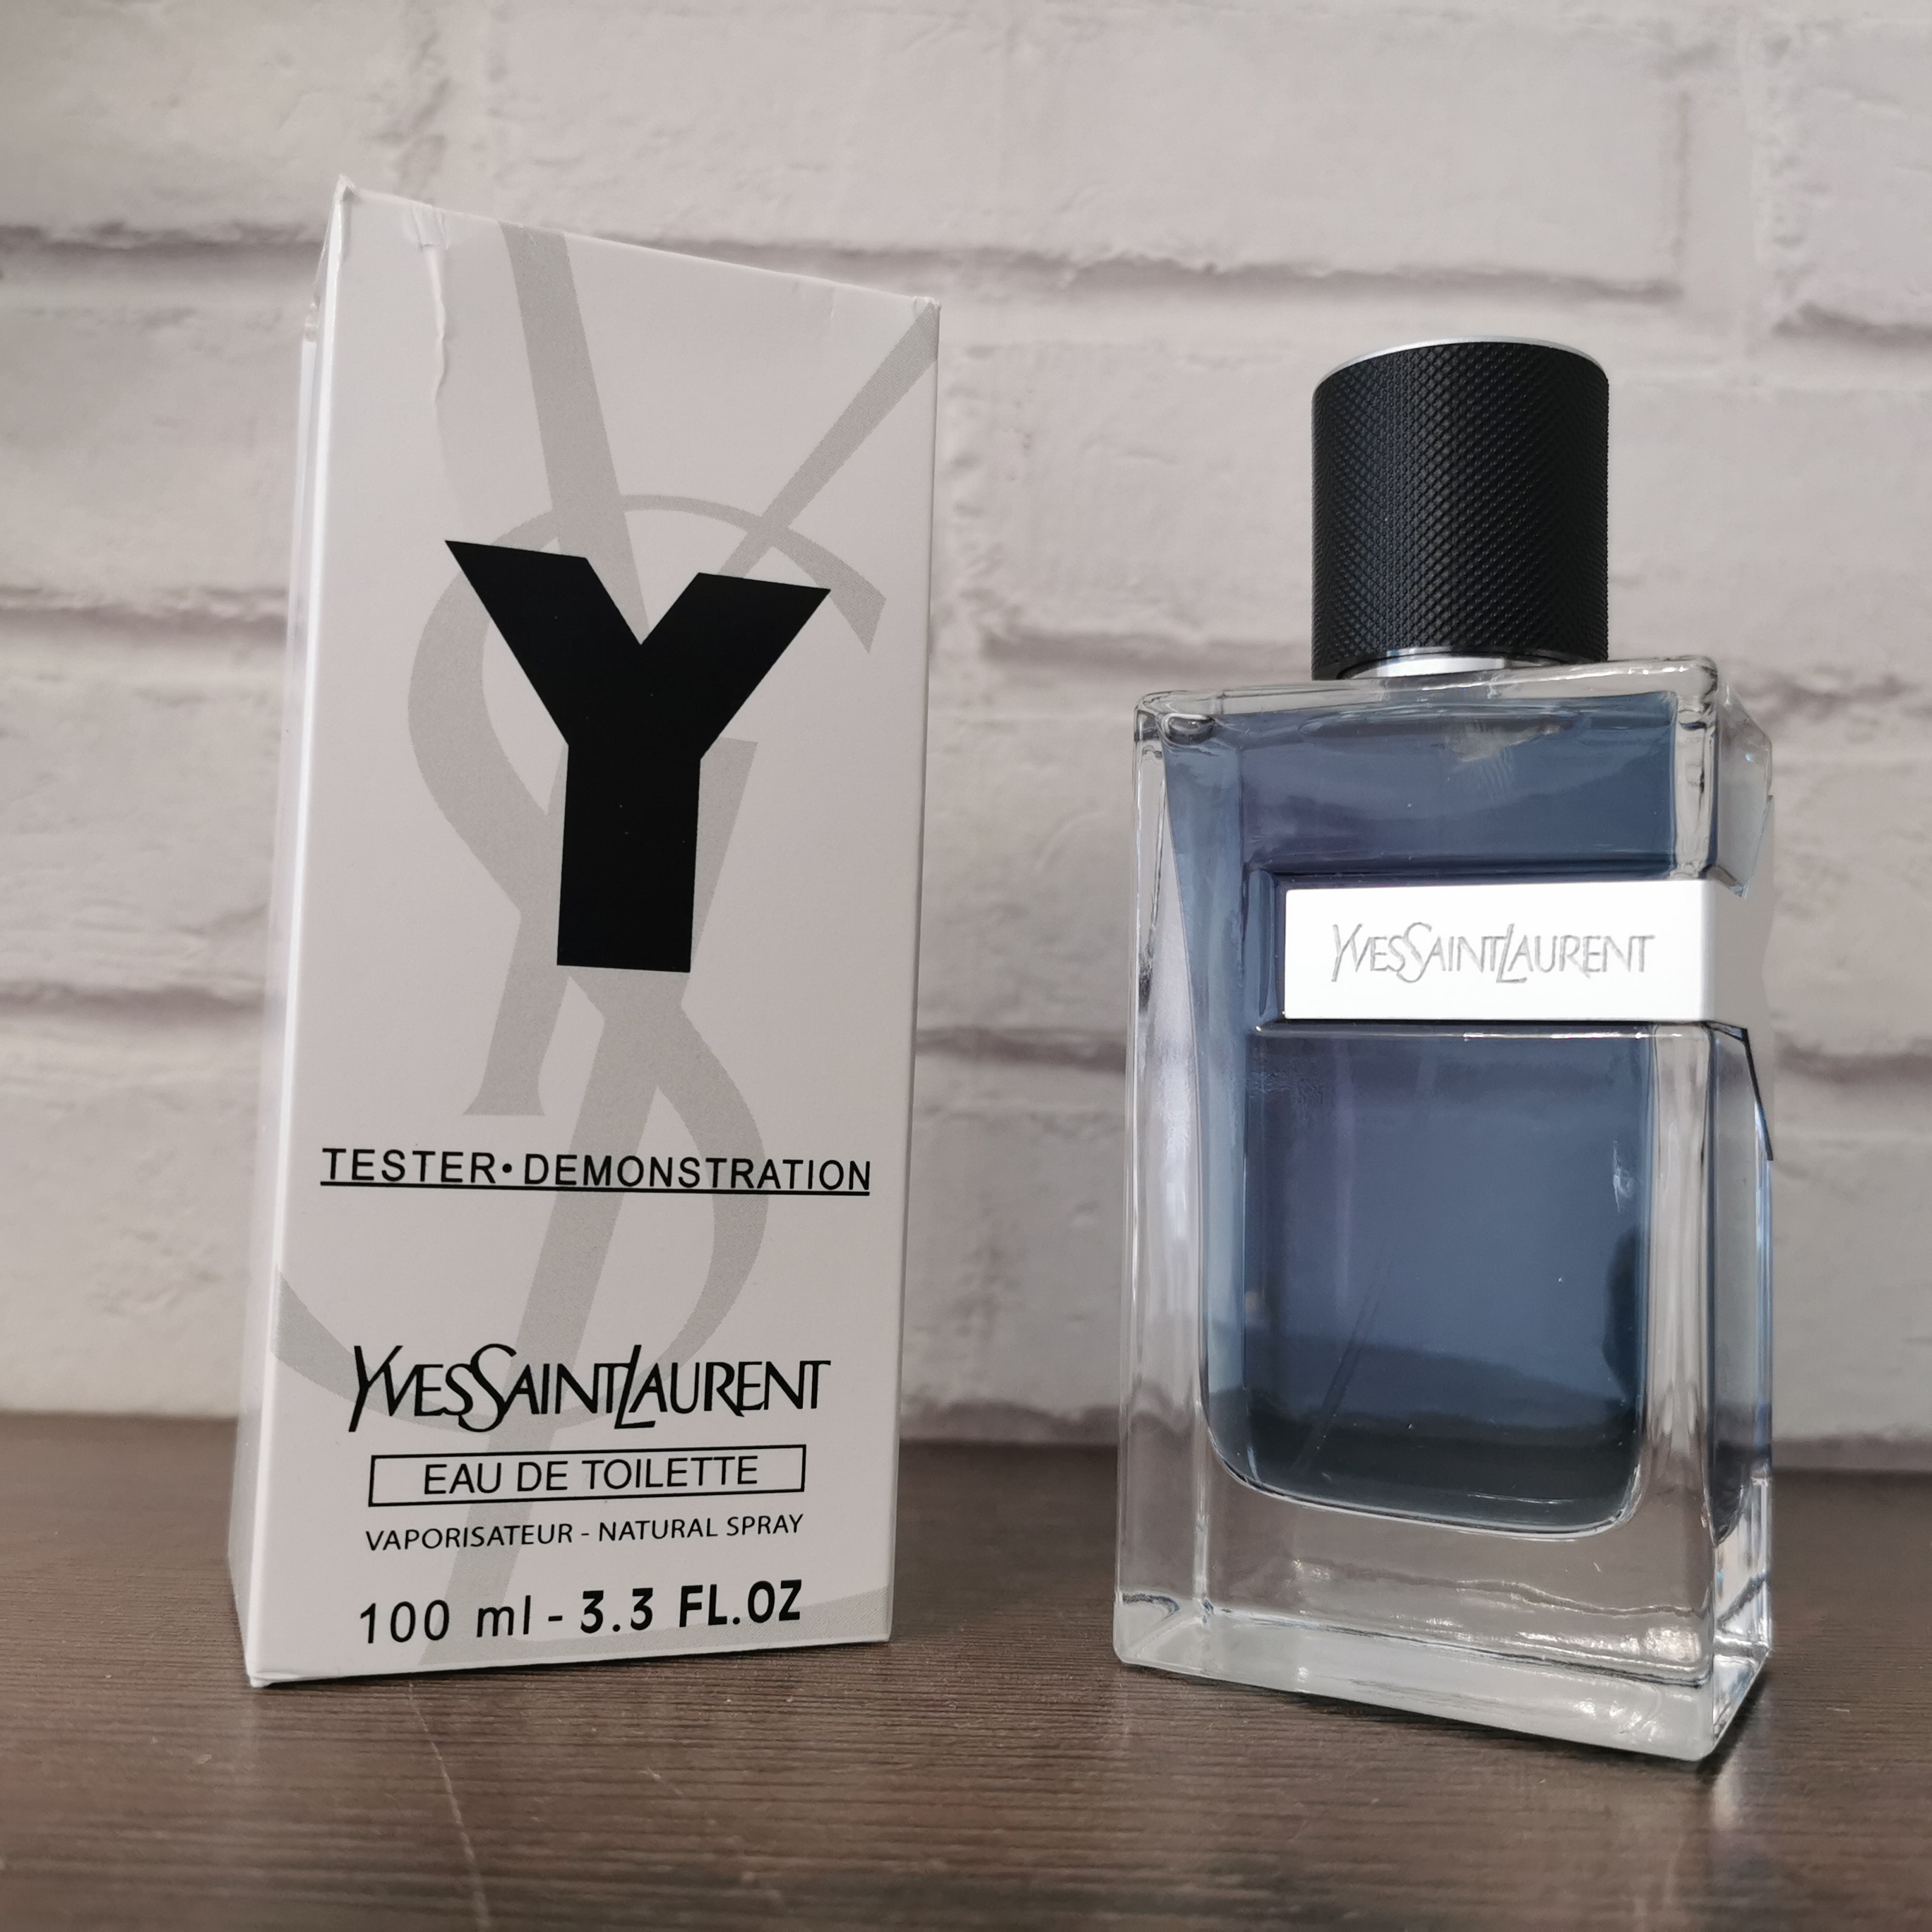 Y
TESTER•DEMONSTRATION
YVESSAINTLAURENT
EAU DE TOILETTE
VAPORISATEUR - NATURAL SPRAY
100 ml - 3.3 FL.OZ
YVESSAINTLAURENT